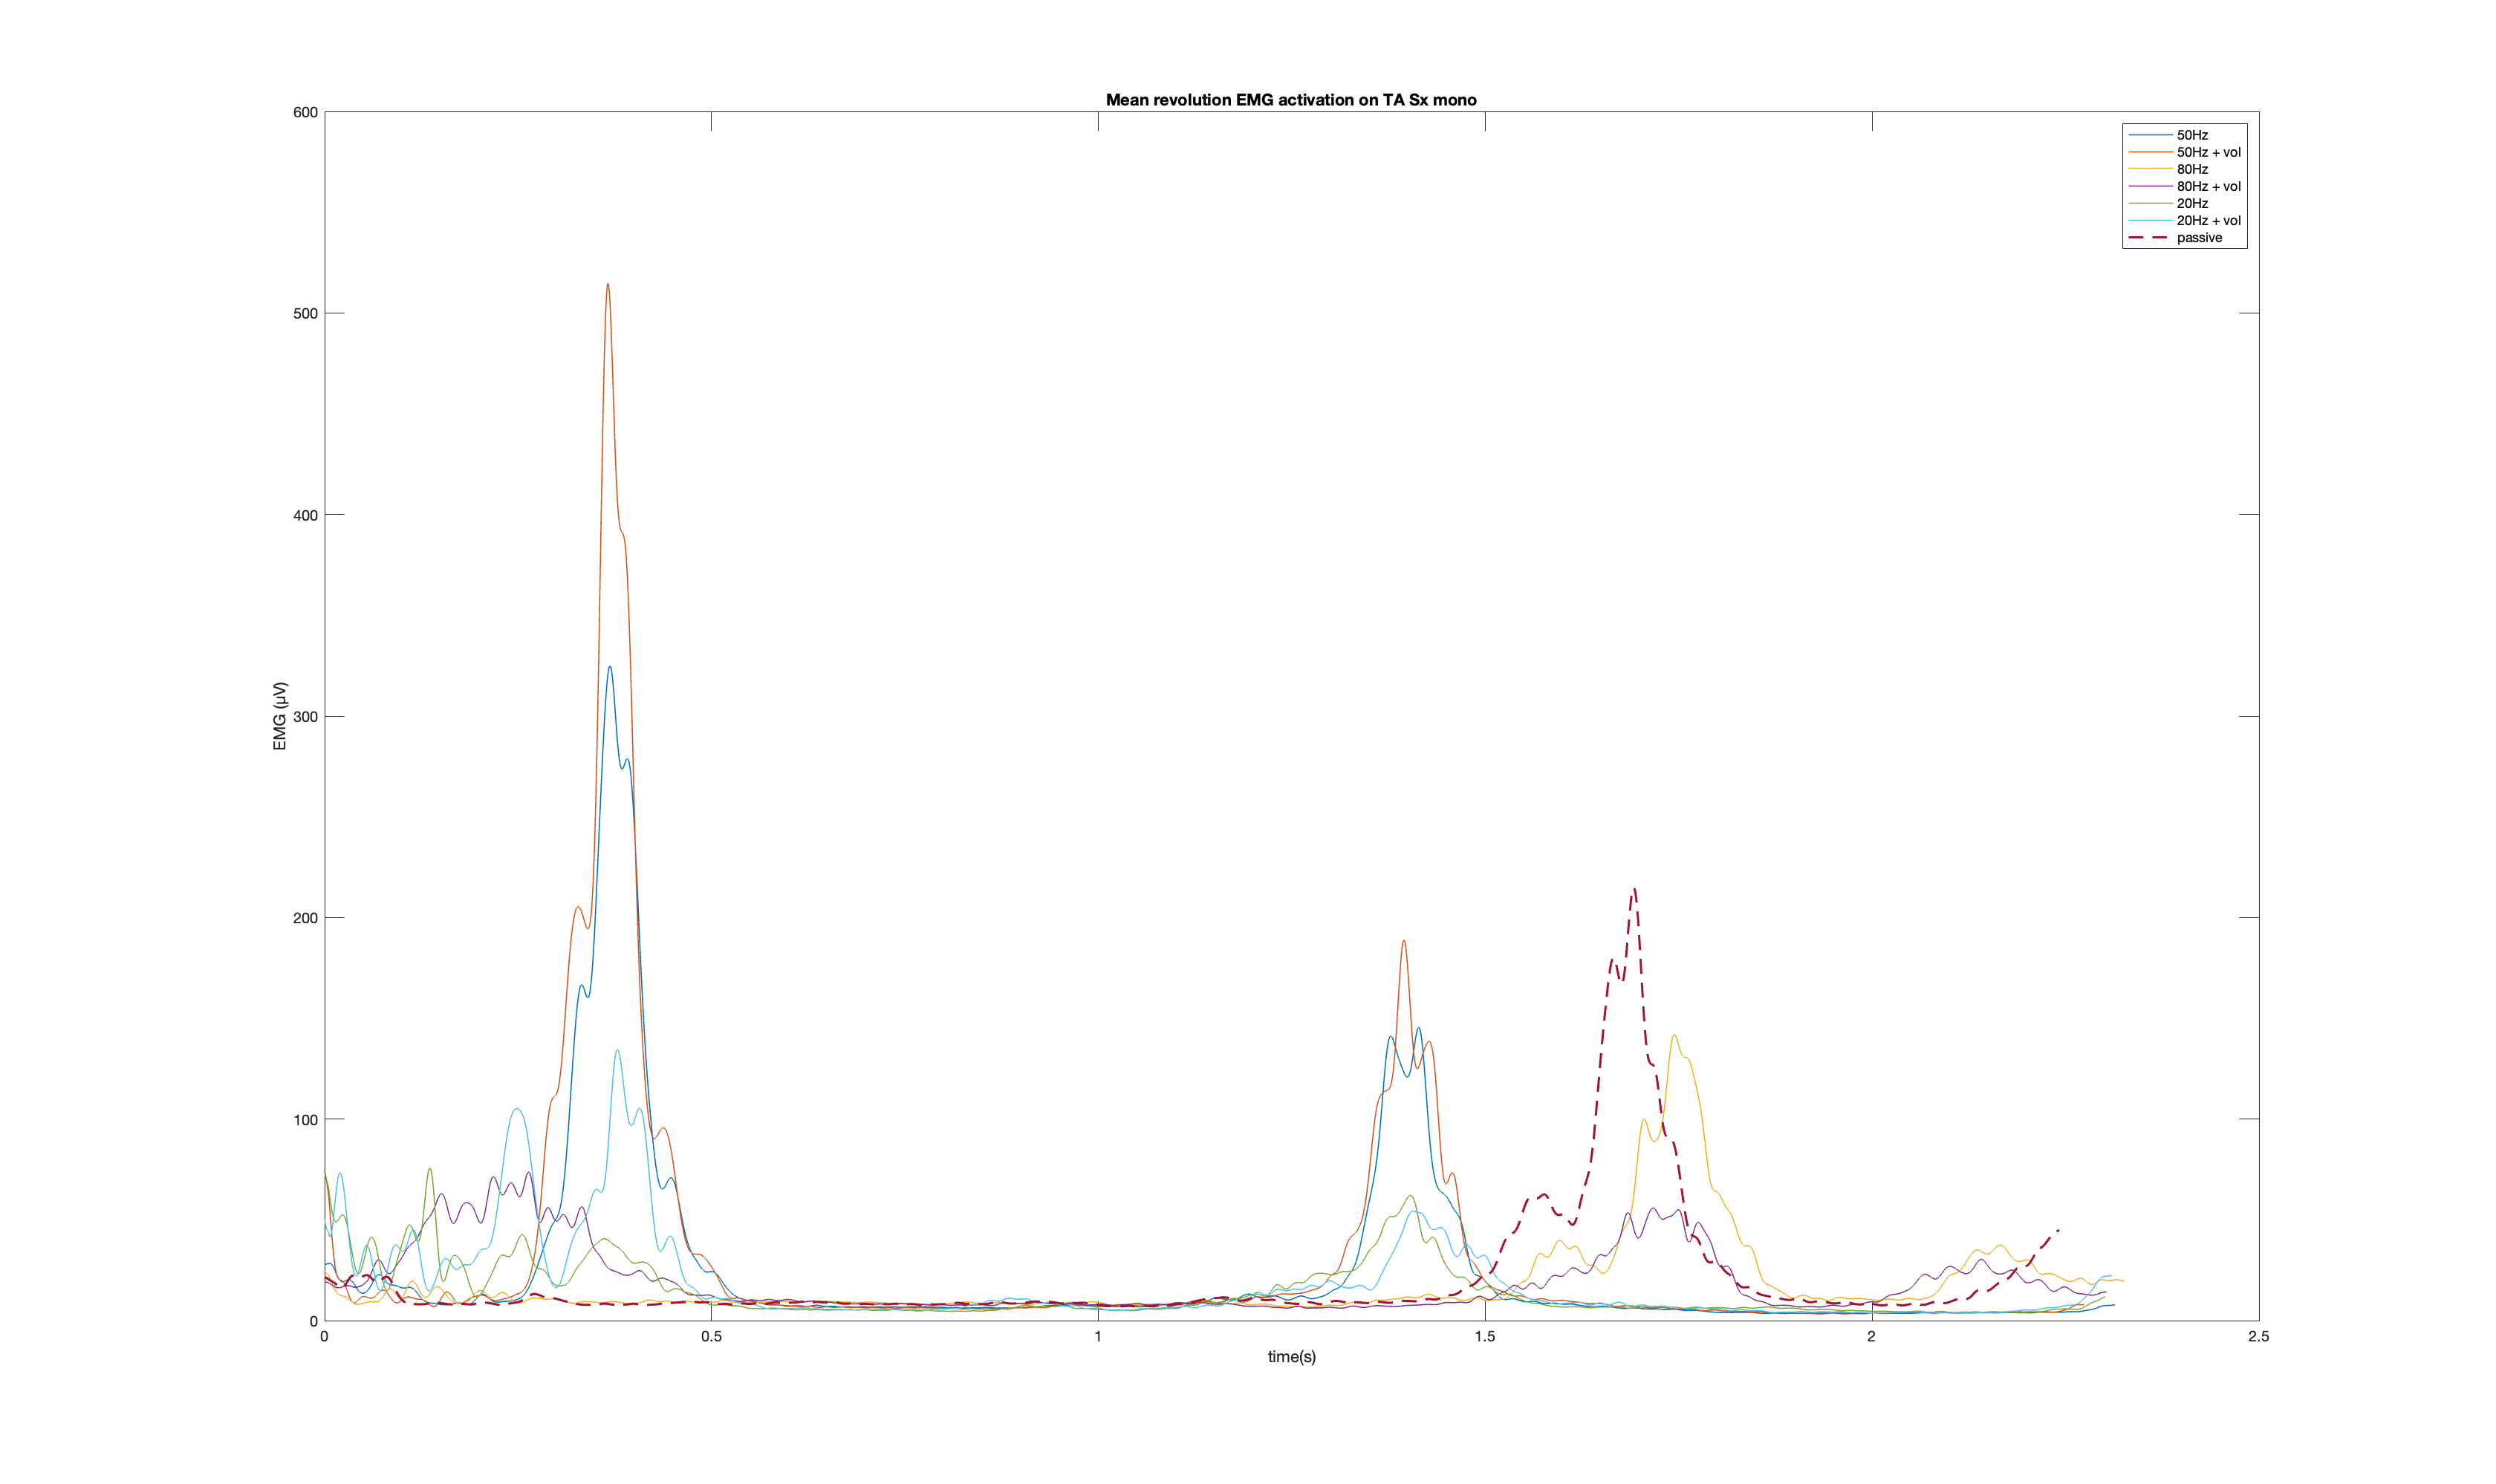 Mean revolution EMG activation on TA Sx mono
600
500
400
300
200
100
0
EMG (µV)
0
0.5
1
1.5
2
2.5
time(s)
50Hz
50Hz + vol
80Hz
80Hz + vol
20Hz
20Hz + vol
passive